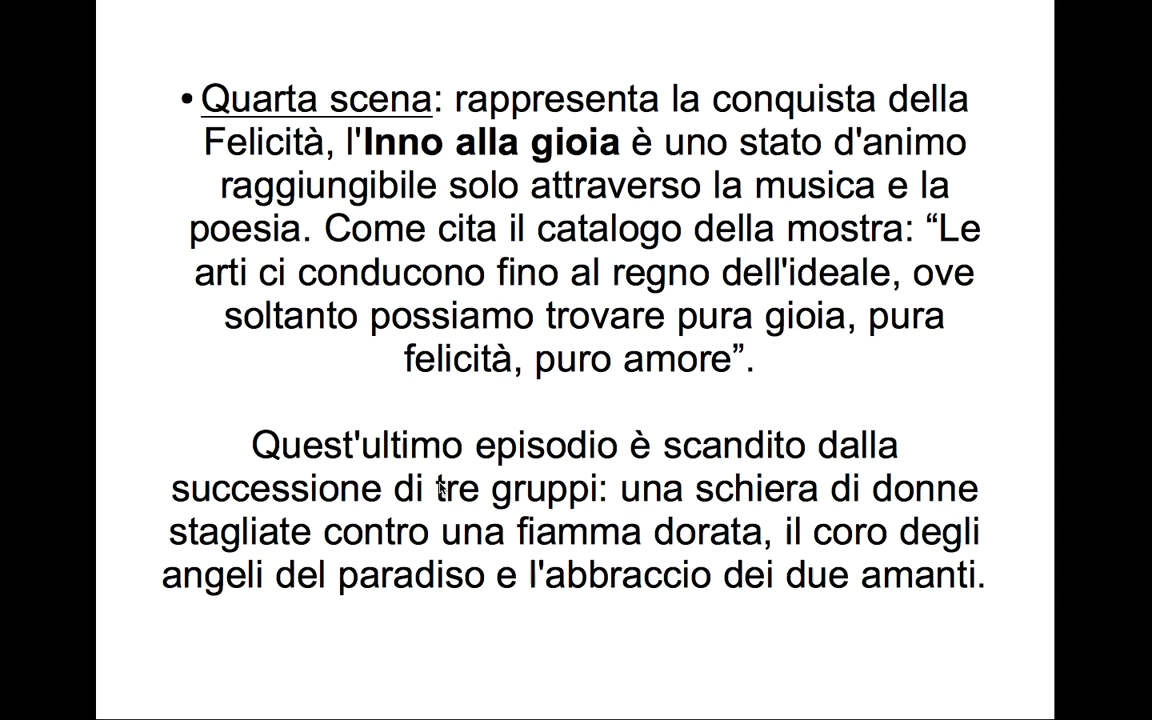 • Quarta scena: rappresenta la conquista della
Felicità, l'Inno alla gioia è uno stato d'animo
raggiungibile solo attraverso la musica e la
poesia. Come cita il catalogo della mostra: “Le
arti ci conducono fino al regno dell'ideale, ove
soltanto possiamo trovare pura gioia, pura
felicità, puro amore”.
Quest'ultimo episodio è scandito dalla
successione di tre gruppi: una schiera di donne
stagliate contro una fiamma dorata, il coro degli
angeli del paradiso e l'abbraccio dei due amanti.